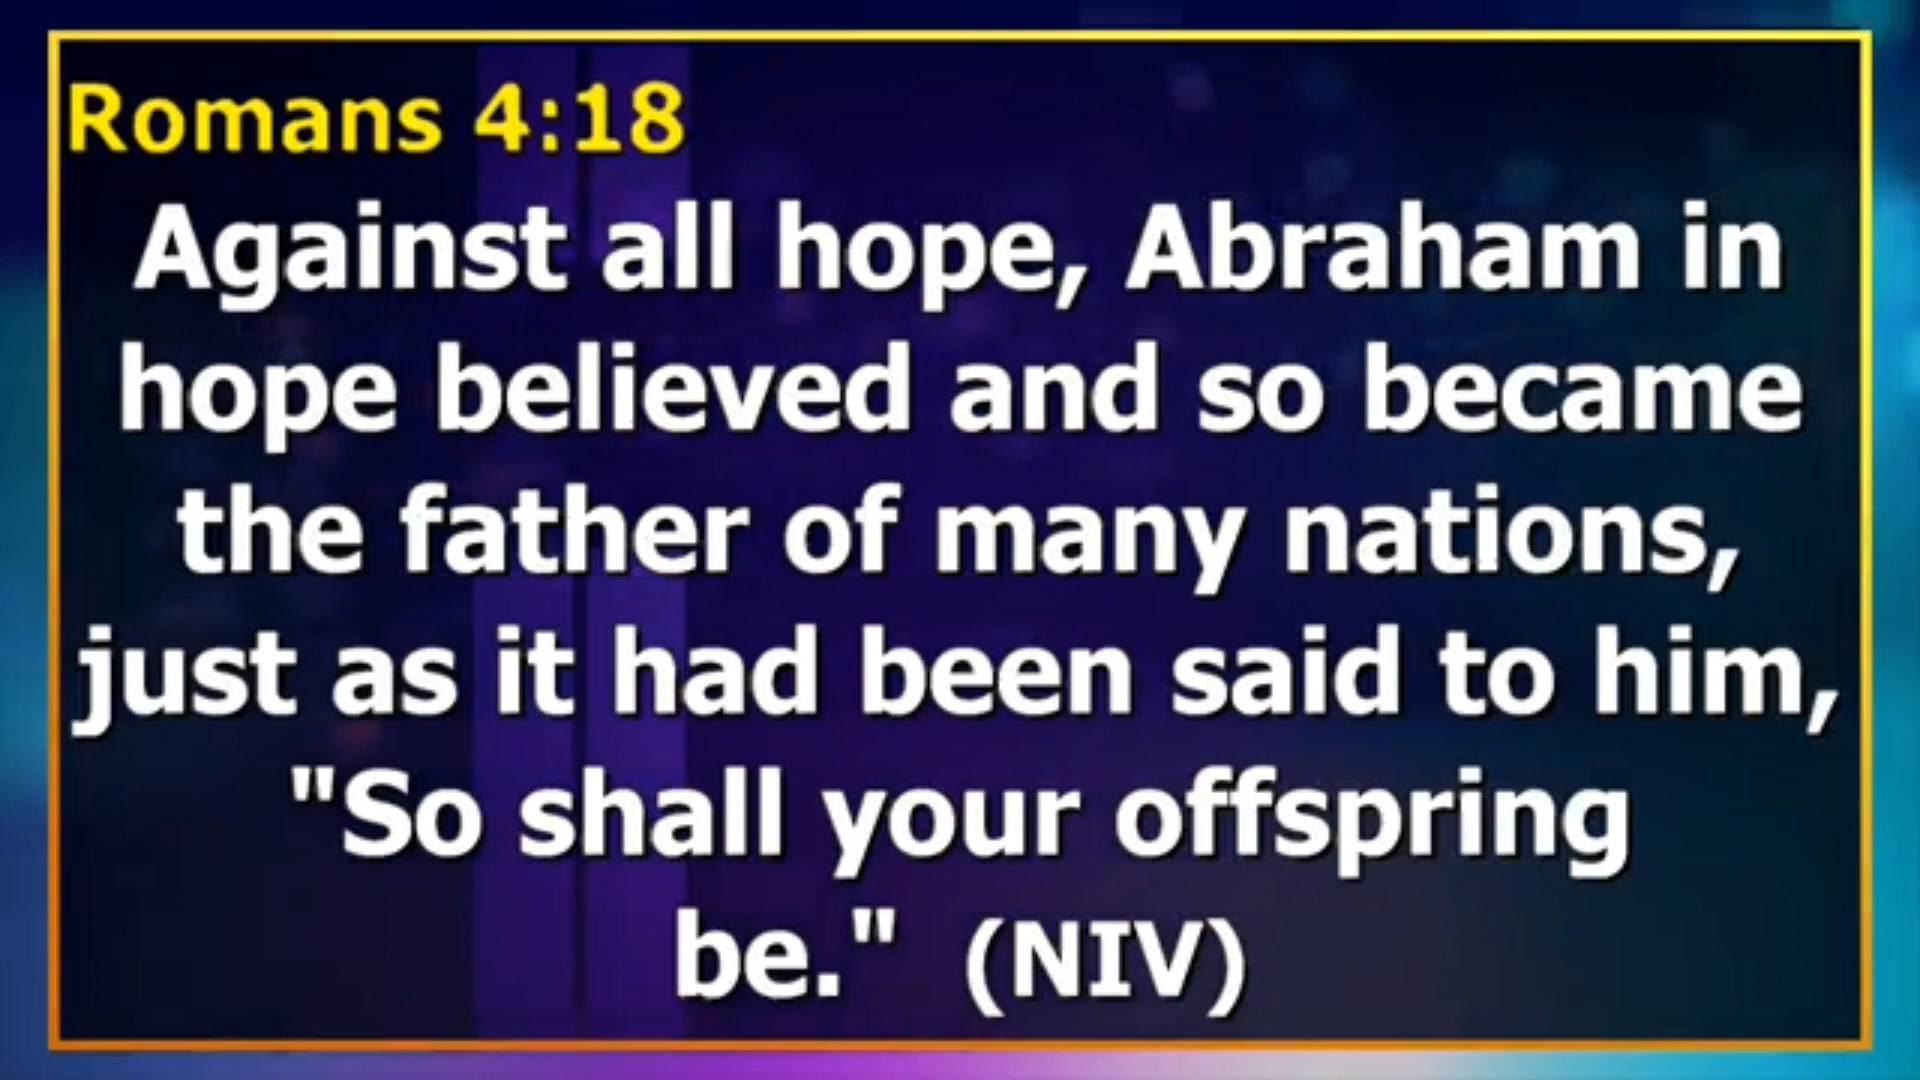 Romans 4:18
Against all hope, Abraham in
hope believed and so became
the father of many nations,
just as it had been said to him,
"So shall your offspring
be." (NIV)